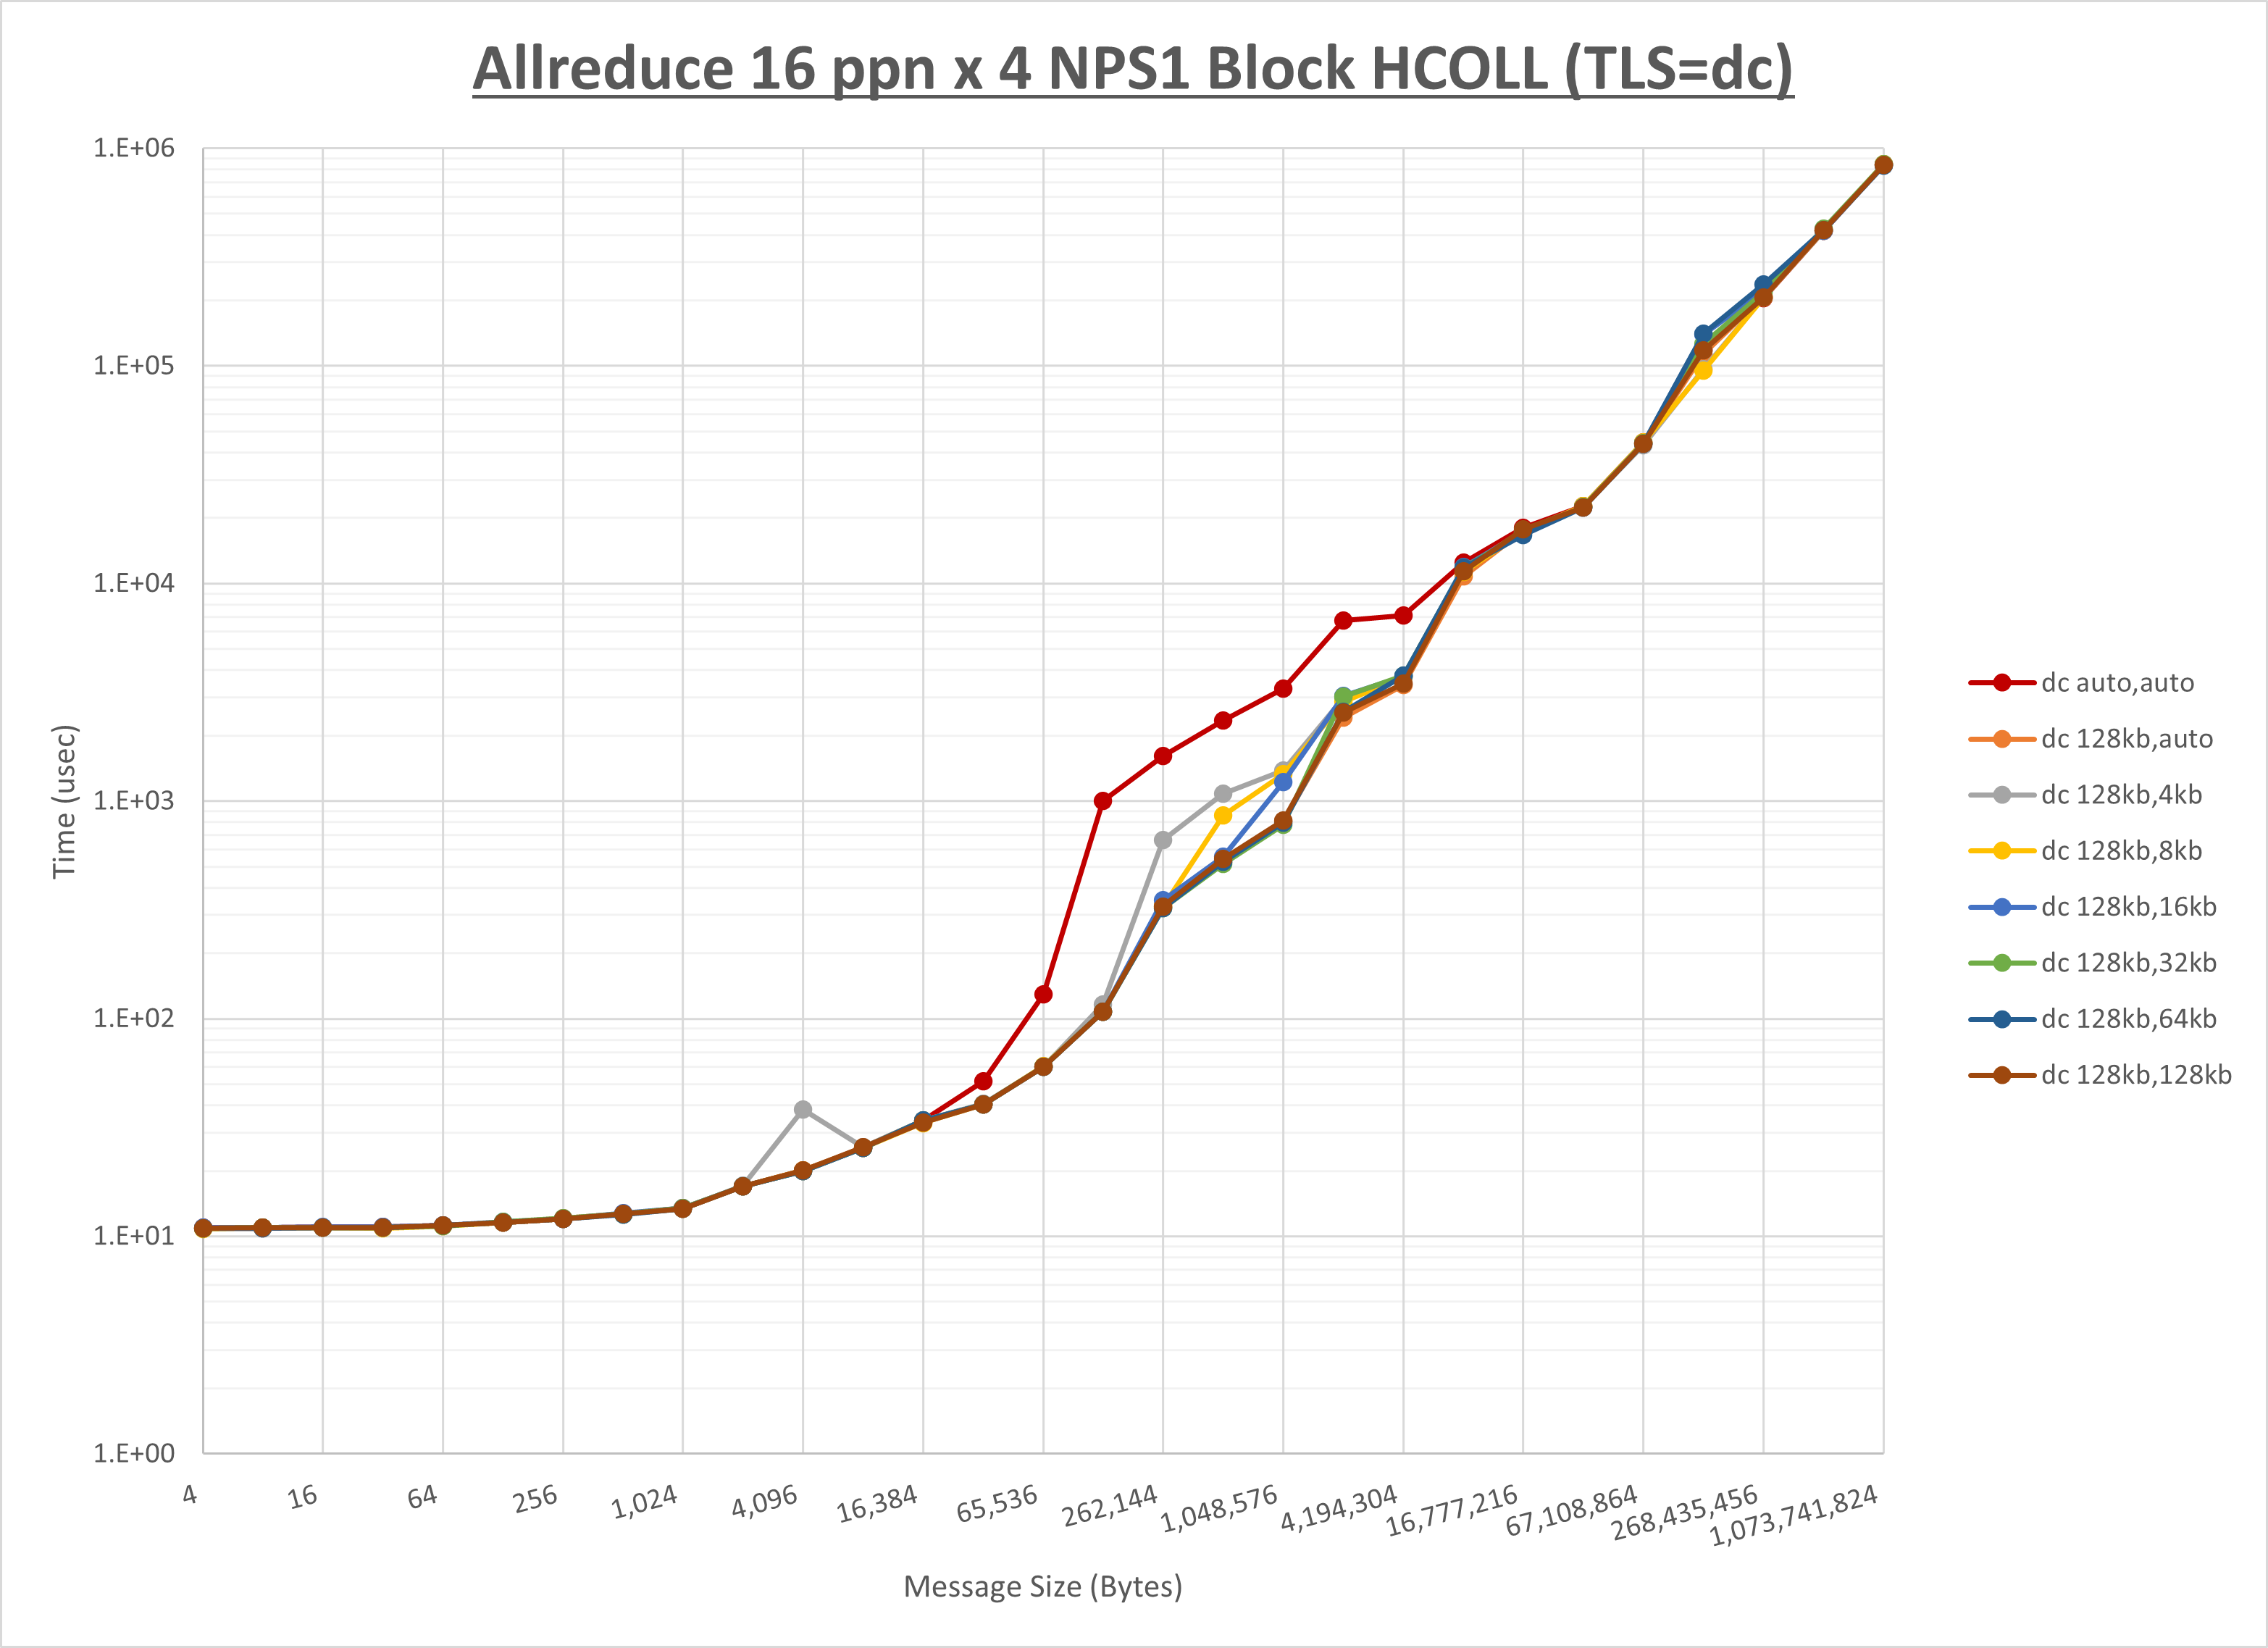 Allreduce 16 ppn x 4 NPS1 Block HCOLL (TLS=dc)
1.E+06
1.E+05
1.E+04
1.E+03
1.E+02
1.E+01
1.E+00
Time (usec)
4
16
64
256
1,024
4,096
16,384
65,536
262,144
1,048,576
4,194,304
16,777,216
67,108,864
268,435,456
1,073,741,824
Message Size (Bytes)
dc auto,auto
dc 128kb,auto
dc 128kb,4kb
dc 128kb,8kb
dc 128kb,16kb
dc 128kb,32kb
dc 128kb,64kb
dc 128kb,128kb